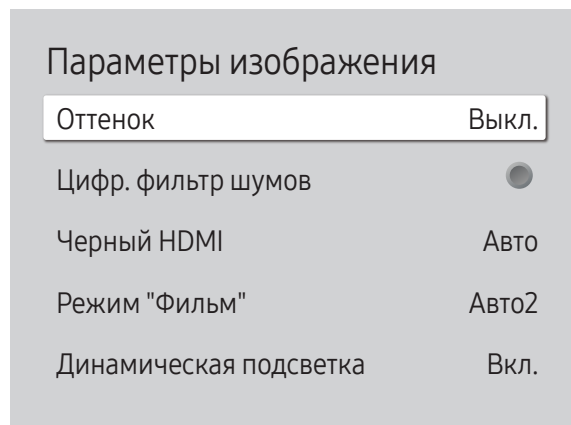 Параметры изображения
Оттенок Выкл.
Цифр. фильтр шумов
Черный HDMI Авто
Режим "Фильм" Авто2
Динамическая подсветка Вкл.